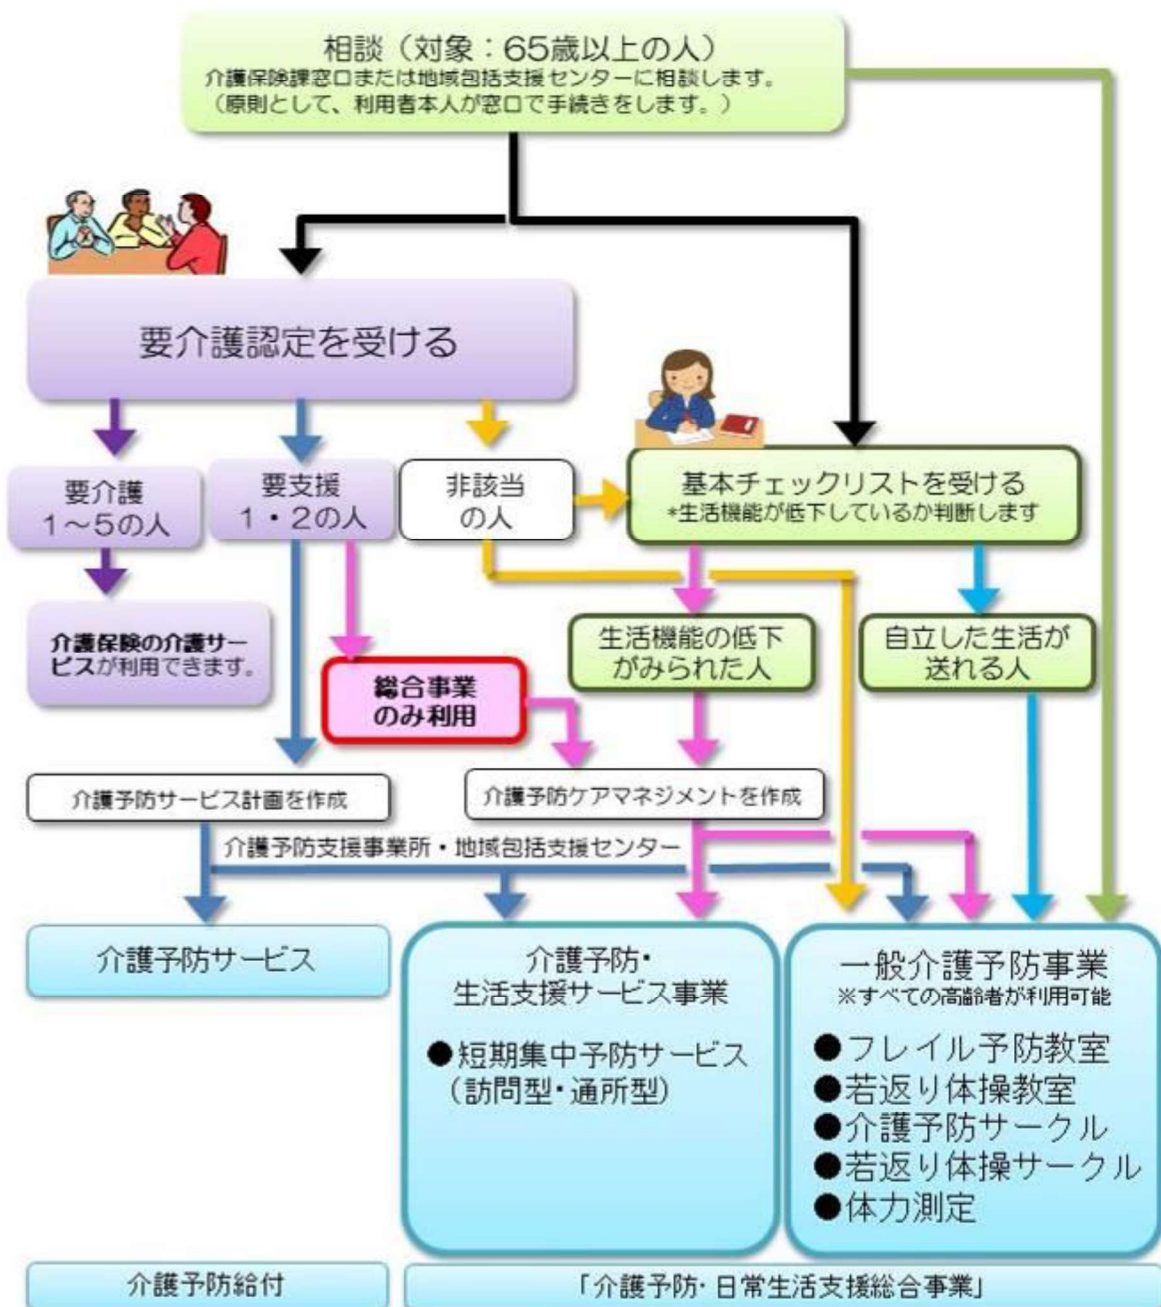 相談（対象：65歳以上の人）
介護保険課窓口または地域包括支援センターに相談します。
（原則として、利用者本人が窓口で手続きをします。）
要介護認定を受ける
要介護
1～5の人
要支援
1・2の人
非該当
の人
基本チェックリストを受ける
*生活機能が低下しているか判断します
介護保険の介護サー
ビスが利用できます。
総合事業
のみ利用
生活機能の低下
がみられた人
自立した生活が
送れる人
介護予防サービス計画を作成
介護予防ケアマネジメントを作成
介護予防支援事業所・地域包括支援センター
介護予防サービス
介護予防・
生活支援サービス事業
●短期集中予防サービス
（訪問型・通所型）
一般介護予防事業
※すべての高齢者が利用可能
●フレイル予防教室
●若返り体操教室
●介護予防サークル
●若返り体操サークル
●体力測定
介護予防給付
「介護予防・日常生活支援総合事業」